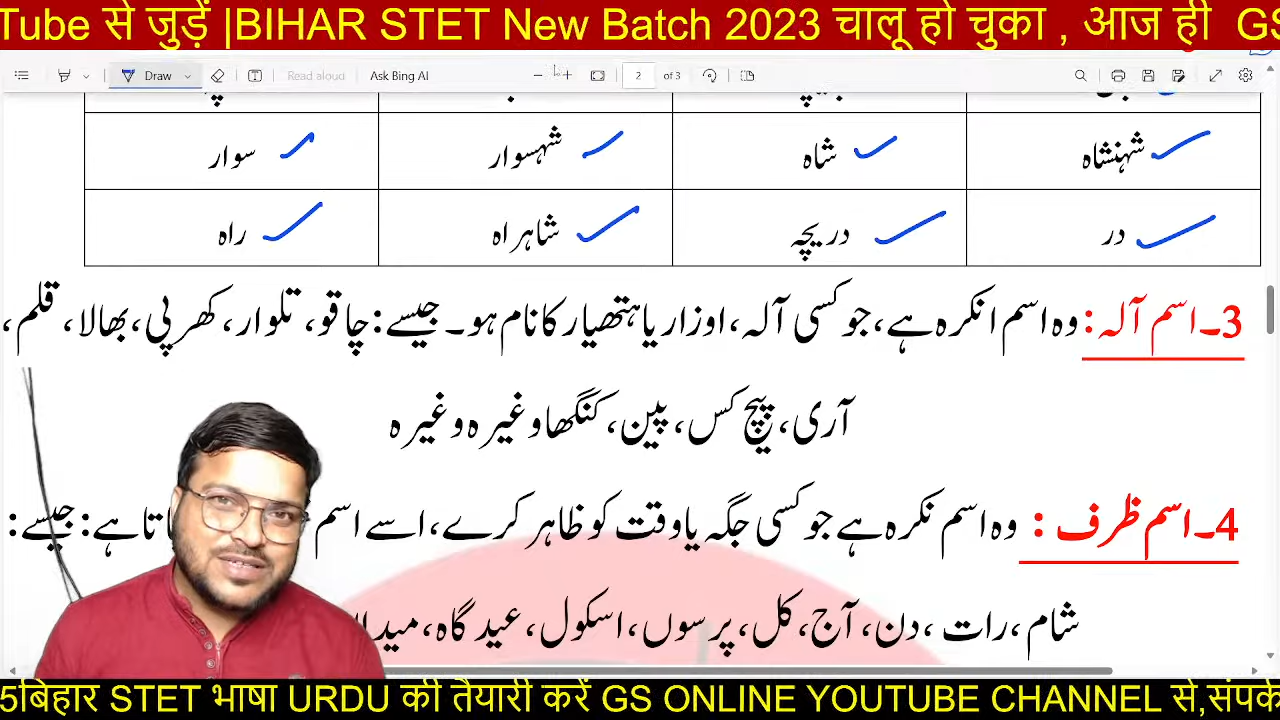 Tube से जुड़ें |BIHAR STET New Batch 2023 चालू हो चुका , आज ही GS
Draw Read aloud Ask Bing AI 2 of 3
شہنشاہ شاہ شہسوار سوار
در دریچہ شاہراہ راہ
3۔اسم آلہ: وہ اسم انکرہ ہے، جو کسی آلہ، اوزار یا ہتھیار کا نام ہو۔ جیسے: چاقو، تلوار، کھرپی، بھالا، قلم،
آری، پیچ کس، پین، کنگھا وغیرہ وغیرہ
4۔اسم ظرف : وہ اسم نکرہ ہے جو کسی جگہ یا وقت کو ظاہر کرے، اسے اسم تا ہے: جیسے:
شام، رات، دن، آج، کل، پرسوں، اسکول، عید گاہ،
5बिहार STET भाषा URDU की तैयारी करें GS ONLINE YOUTUBE CHANNEL से,संपर्क